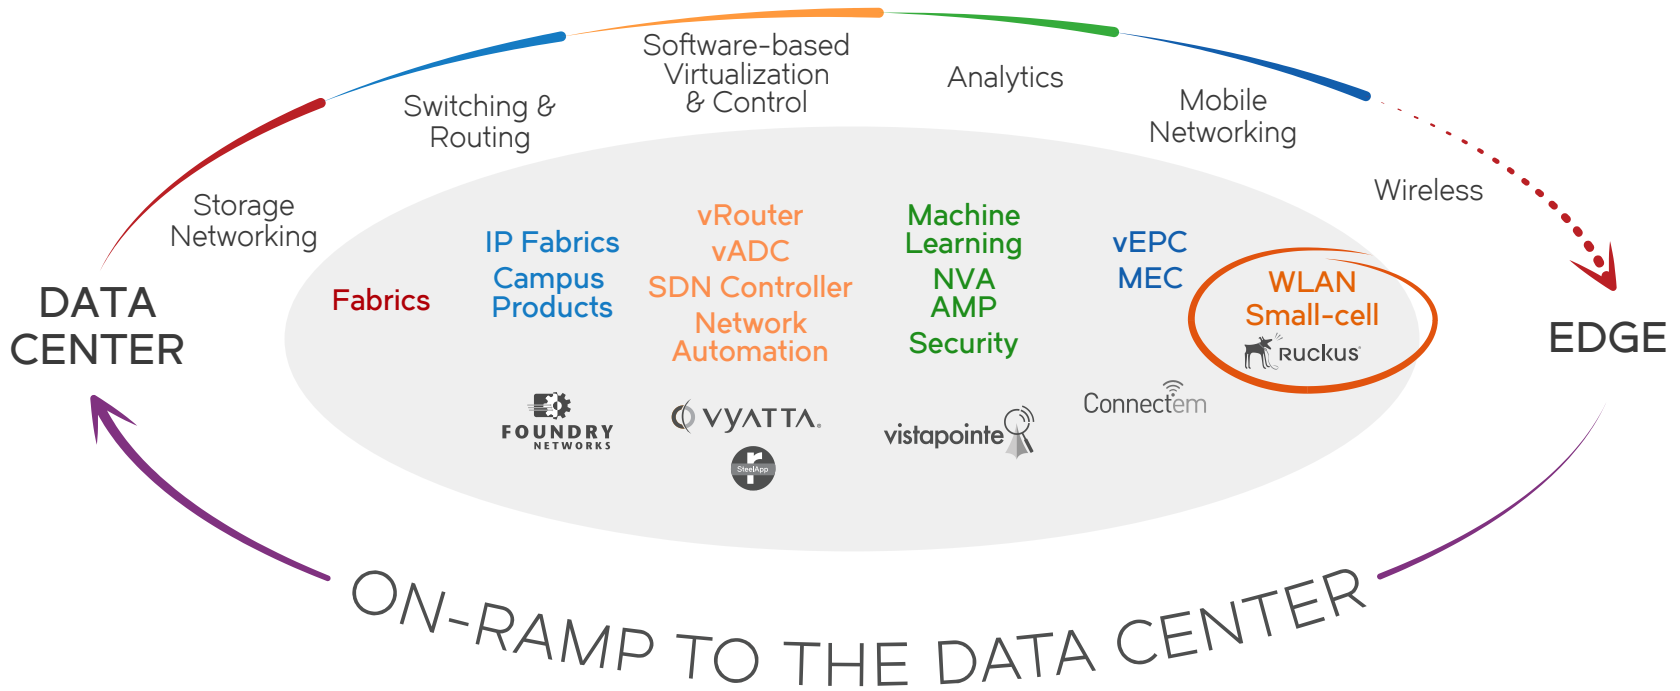 Software-based
Virtualization
& Control
Analytics
Switching &
Routing
Mobile
Networking
Storage
Networking
Wireless
DATA
CENTER
Fabrics
IP Fabrics
Campus
Products
vRouter
vADC
SDN Controller
Network
Automation
Machine
Learning
NVA
AMP
Security
vEPC
MEC
WLAN
Small-cell
RUCKUS
EDGE
FOUNDRY
NETWORKS
VYATTA.
SteelApp
vistapointe
Connectem
ON-RAMP TO THE DATA CENTER